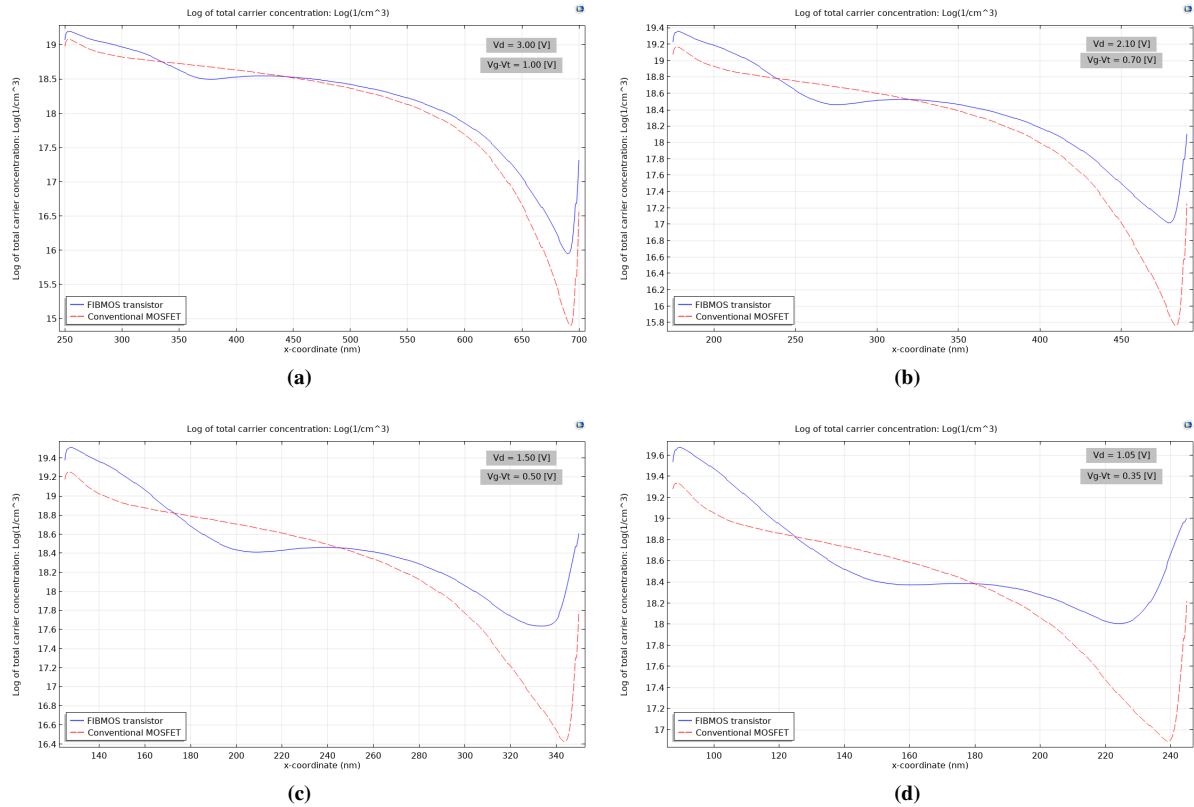 Log of total carrier concentration: Log(1/cm^3)
Log of total carrier concentration: Log(1/cm^3)
19
18.5
18
17.5
17
16.5
16
15.5
15
Vd = 3.00 [V]
Vg-Vt = 1.00 [V]
FIBMOS transistor
Conventional MOSFET
250 300 350 400 450 500 550 600 650 700
x-coordinate (nm)
(a)
Log of total carrier concentration: Log(1/cm^3)
Log of total carrier concentration: Log(1/cm^3)
19.4
19.2
19
18.8
18.6
18.4
18.2
18
17.8
17.6
17.4
17.2
17
16.8
16.6
16.4
16.2
16
15.8
Vd = 2.10 [V]
Vg-Vt = 0.70 [V]
FIBMOS transistor
Conventional MOSFET
200 250 300 350 400 450
x-coordinate (nm)
(b)
Log of total carrier concentration: Log(1/cm^3)
Log of total carrier concentration: Log(1/cm^3)
19.4
19.2
19
18.8
18.6
18.4
18.2
18
17.8
17.6
17.4
17.2
17
16.8
16.6
16.4
Vd = 1.50 [V]
Vg-Vt = 0.50 [V]
FIBMOS transistor
Conventional MOSFET
140 160 180 200 220 240 260 280 300 320 340
x-coordinate (nm)
(c)
Log of total carrier concentration: Log(1/cm^3)
Log of total carrier concentration: Log(1/cm^3)
19.6
19.4
19.2
19
18.8
18.6
18.4
18.2
18
17.8
17.6
17.4
17.2
17
Vd = 1.05 [V]
Vg-Vt = 0.35 [V]
FIBMOS transistor
Conventional MOSFET
100 120 140 160 180 200 220 240
x-coordinate (nm)
(d)